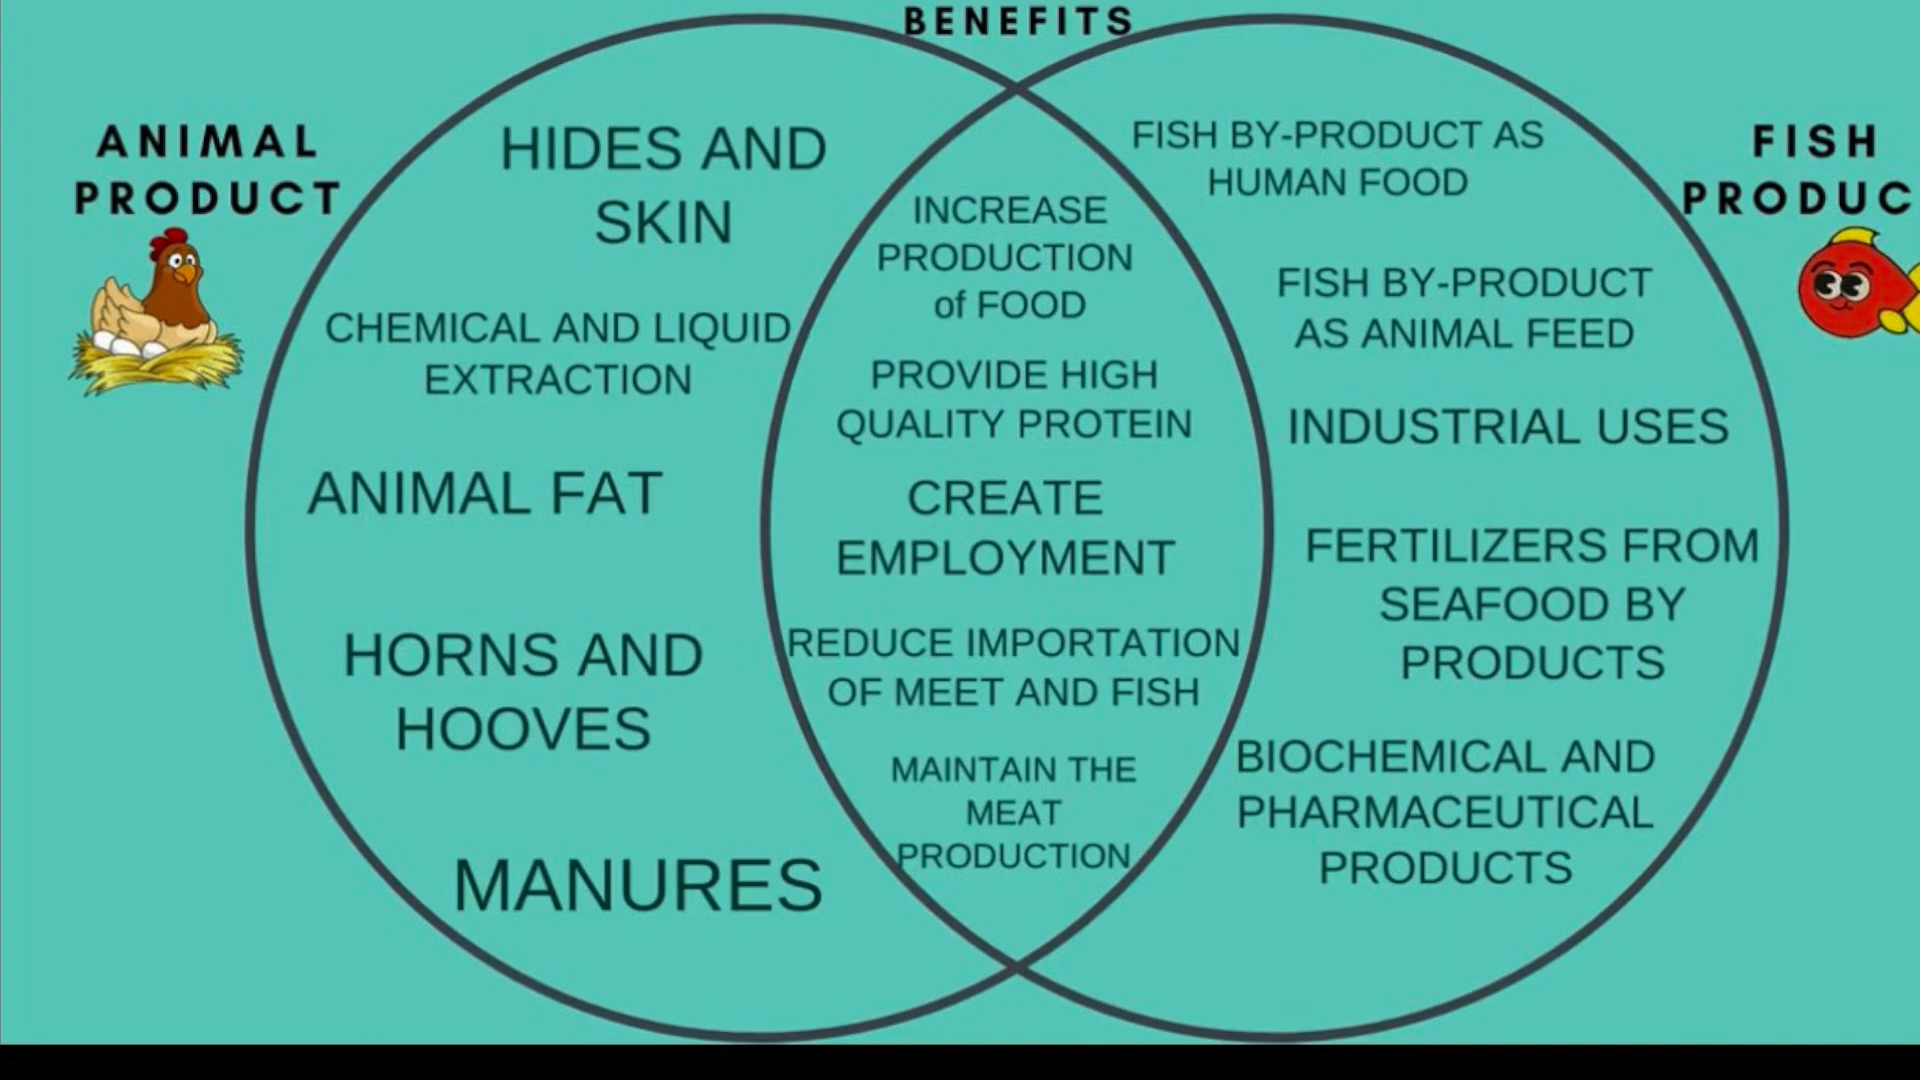 BENEFITS
ANIMAL
PRODUCT
HIDES AND
SKIN
CHEMICAL AND LIQUID
EXTRACTION
ANIMAL FAT
HORNS AND
HOOVES
MANURES
INCREASE
PRODUCTION
of FOOD
PROVIDE HIGH
QUALITY PROTEIN
CREATE
EMPLOYMENT
REDUCE IMPORTATION
OF MEET AND FISH
MAINTAIN THE
MEAT
PRODUCTION
FISH
PRODUC
FISH BY-PRODUCT AS
HUMAN FOOD
FISH BY-PRODUCT
AS ANIMAL FEED
INDUSTRIAL USES
FERTILIZERS FROM
SEAFOOD BY
PRODUCTS
BIOCHEMICAL AND
PHARMACEUTICAL
PRODUCTS